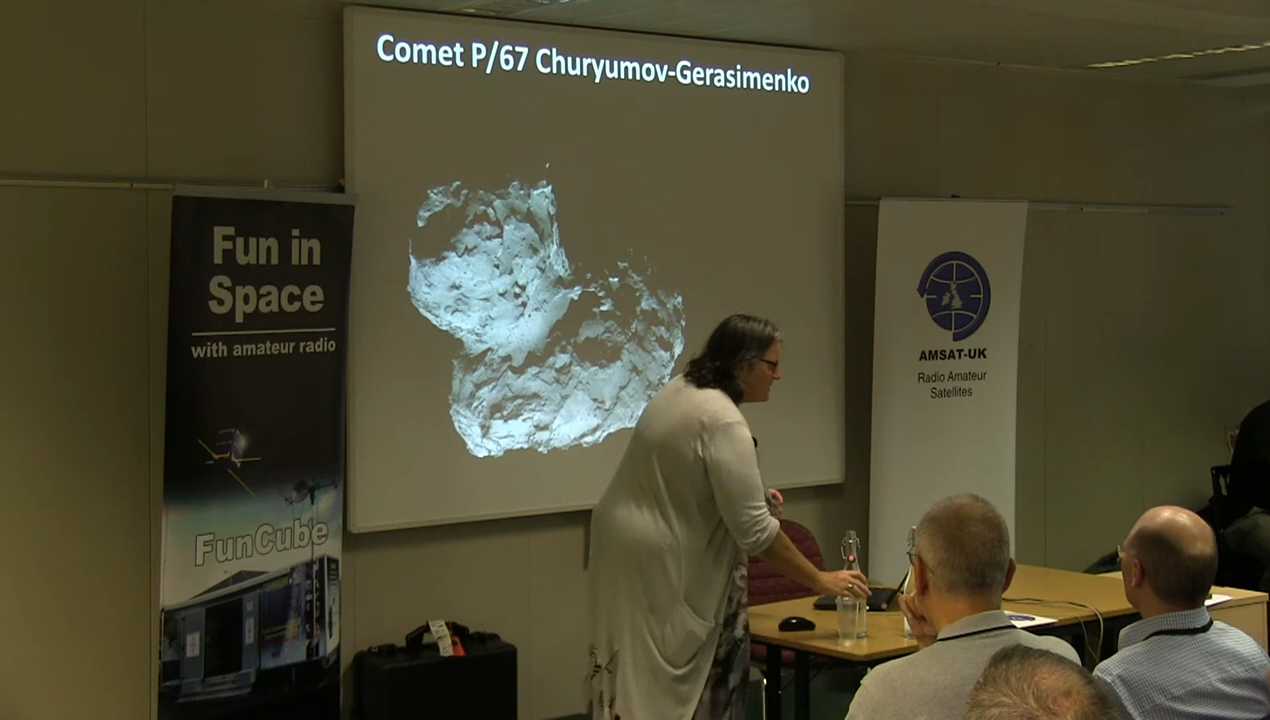 Comet P/67 Churyumov-Gerasimenko
Fun in
Space
with amateur radio
FunCube
AMSAT-UK
Radio Amateur
Satellites